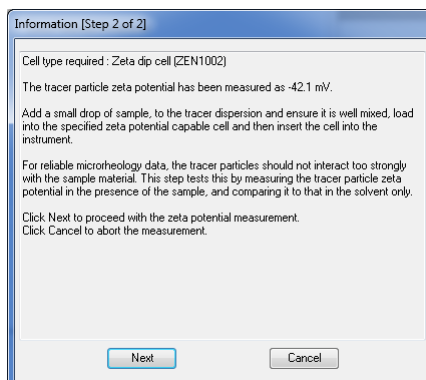 Information [Step 2 of 2]
Cell type required : Zeta dip cell (ZEN1002)
The tracer particle zeta potential has been measured as -42.1 mV.
Add a small drop of sample, to the tracer dispersion and ensure it is well mixed, load
into the specified zeta potential capable cell and then insert the cell into the
instrument.
For reliable microrheology data, the tracer particles should not interact too strongly
with the sample material. This step tests this by measuring the tracer particle zeta
potential in the presence of the sample, and comparing it to that in the solvent only.
Click Next to proceed with the zeta potential measurement.
Click Cancel to abort the measurement.
Next
Cancel